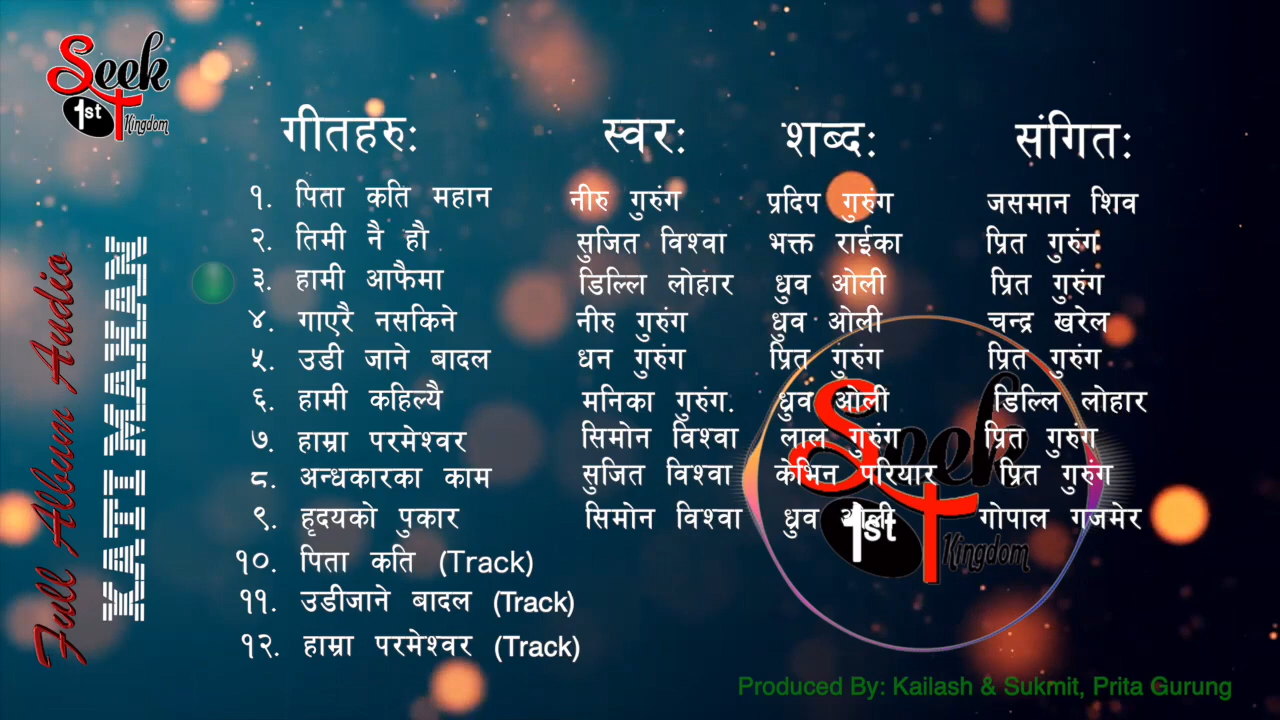 Seek
1st
Kingdom
Full Album Audio
KATI MAHAN
गीतहरुः स्वरः शब्दः संगितः
१. पिता कति महान नीरु गुरुंग प्रदिप गुरुंग जसमान शिव
२. तिमी नै हौ सुजित विश्वा भक्त राईका प्रित गुरुंग
३. हामी आफैमा डिल्लि लोहार ध्रुव ओली प्रित गुरुंग
४. गाएरै नसकिने नीरु गुरुंग ध्रुव ओली चन्द्र खरेल
५. उडी जाने बादल धन गुरुंग प्रित गुरुंग प्रित गुरुंग
६. हामी कहिल्यै मनिका गुरुंग. ध्रुव ओली डिल्लि लोहार
७. हाम्रा परमेश्वर सिमोन विश्वा लाल गुरुंग प्रित गुरुंग
८. अन्धकारका काम सुजित विश्वा केभिन परियार प्रित गुरुंग
९. हृदयको पुकार सिमोन विश्वा ध्रुव ओली गोपाल गजमेर
१०. पिता कति (Track)
११. उडीजाने बादल (Track)
१२. हाम्रा परमेश्वर (Track)
Seek
1st
Kingdom
Produced By: Kailash & Sukmit, Prita Gurung